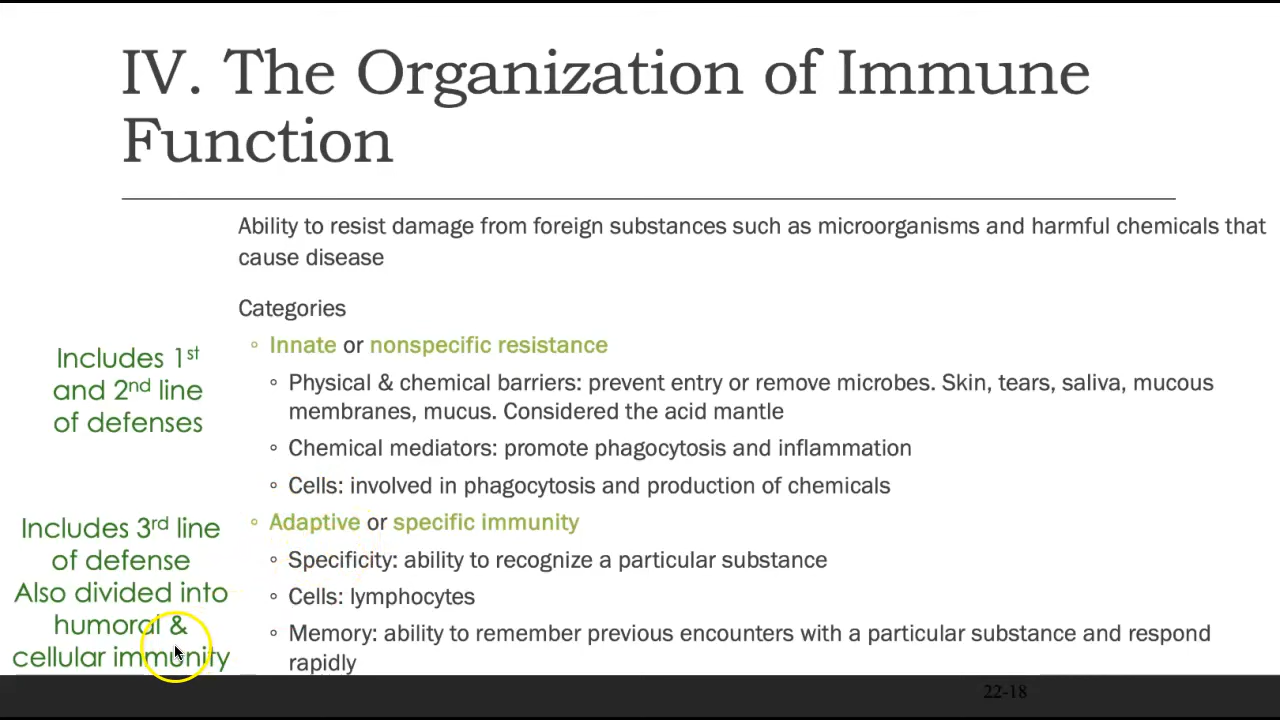 IV. The Organization of Immune
Function
Ability to resist damage from foreign substances such as microorganisms and harmful chemicals that
cause disease
Categories
Includes 1st
and 2nd line
of defenses
◦ Innate or nonspecific resistance
◦ Physical & chemical barriers: prevent entry or remove microbes. Skin, tears, saliva, mucous
membranes, mucus. Considered the acid mantle
◦ Chemical mediators: promote phagocytosis and inflammation
◦ Cells: involved in phagocytosis and production of chemicals
Includes 3rd line
of defense
Also divided into
humoral &
cellular immunity
◦ Adaptive or specific immunity
◦ Specificity: ability to recognize a particular substance
◦ Cells: lymphocytes
◦ Memory: ability to remember previous encounters with a particular substance and respond
rapidly
22-18